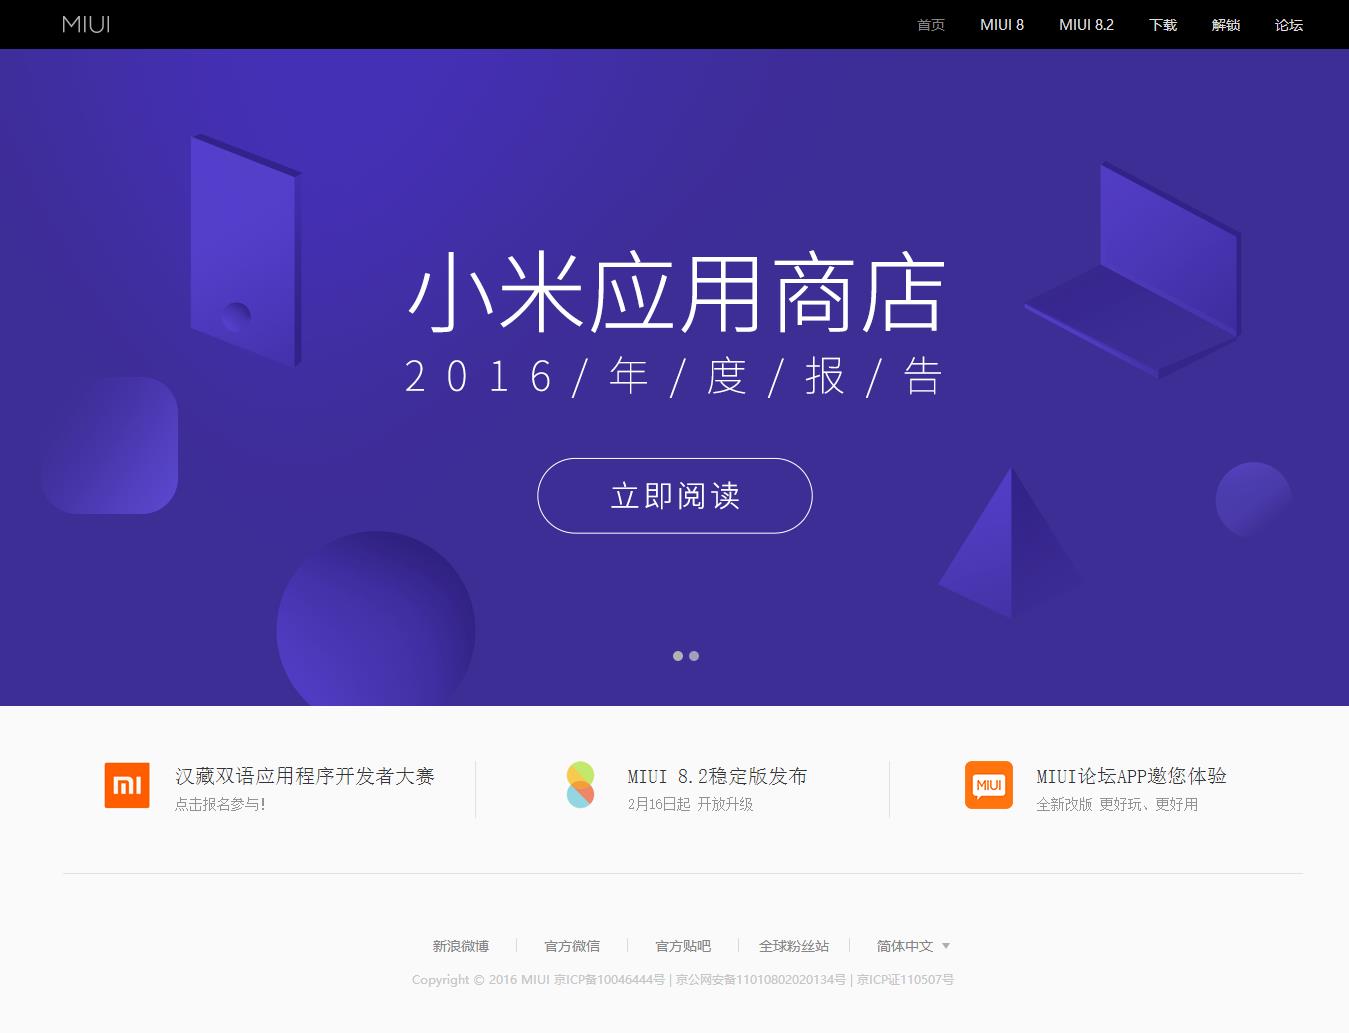 MIUI
首页 MIUI 8 MIUI 8.2 下载 解锁 论坛
小米应用商店
2016/年/度/报/告
立即阅读
汉藏双语应用程序开发者大赛
点击报名参与!
MIUI 8.2稳定版发布
2月16日起 开放升级
MIUI
MIUI论坛APP邀您体验
全新改版 更好玩、更好用
新浪微博 官方微信 官方贴吧 全球粉丝站 简体中文
Copyright © 2016 MIUI 京ICP备10046444号 | 京公网安备11010802020134号 | 京ICP证110507号